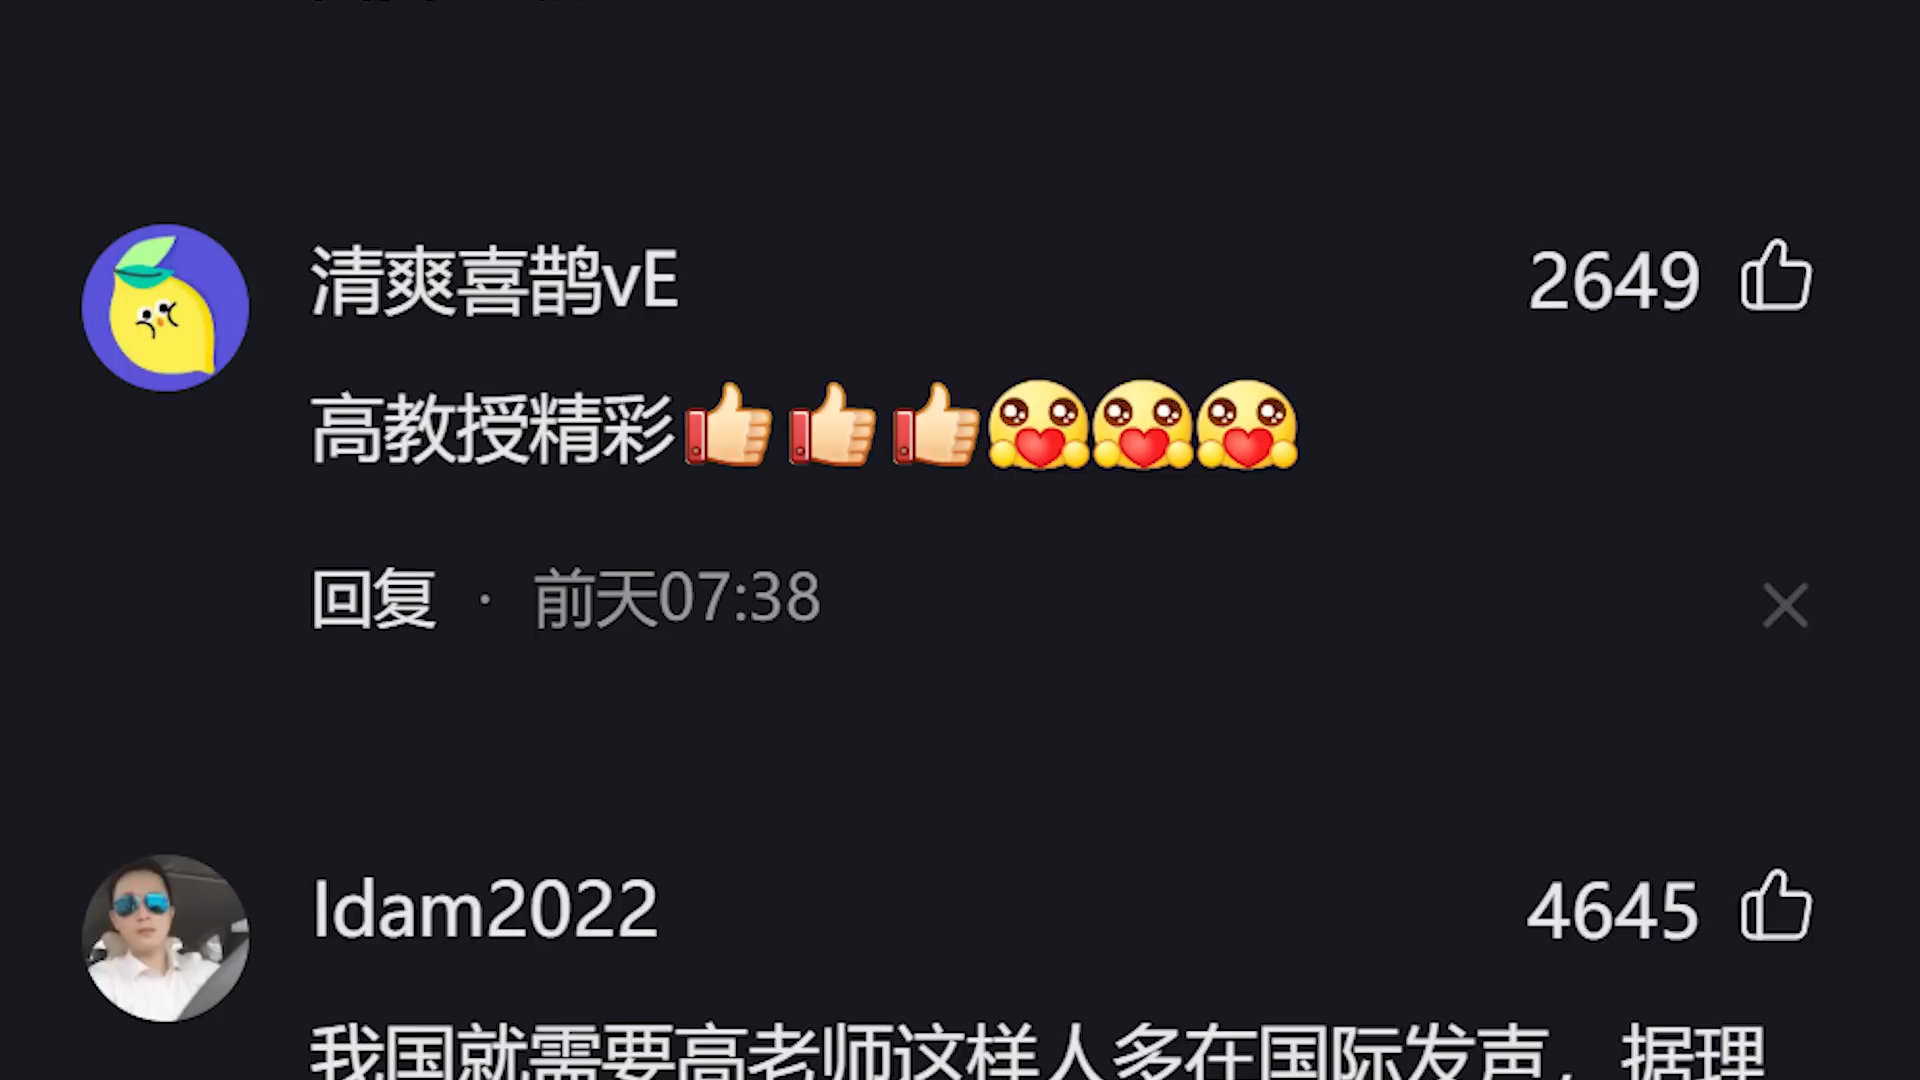 清爽喜鹊vE
2649
高教授精彩
回复 · 前天07:38
ldam2022
4645
我国就需要高老师这样人多在国际发声，据理